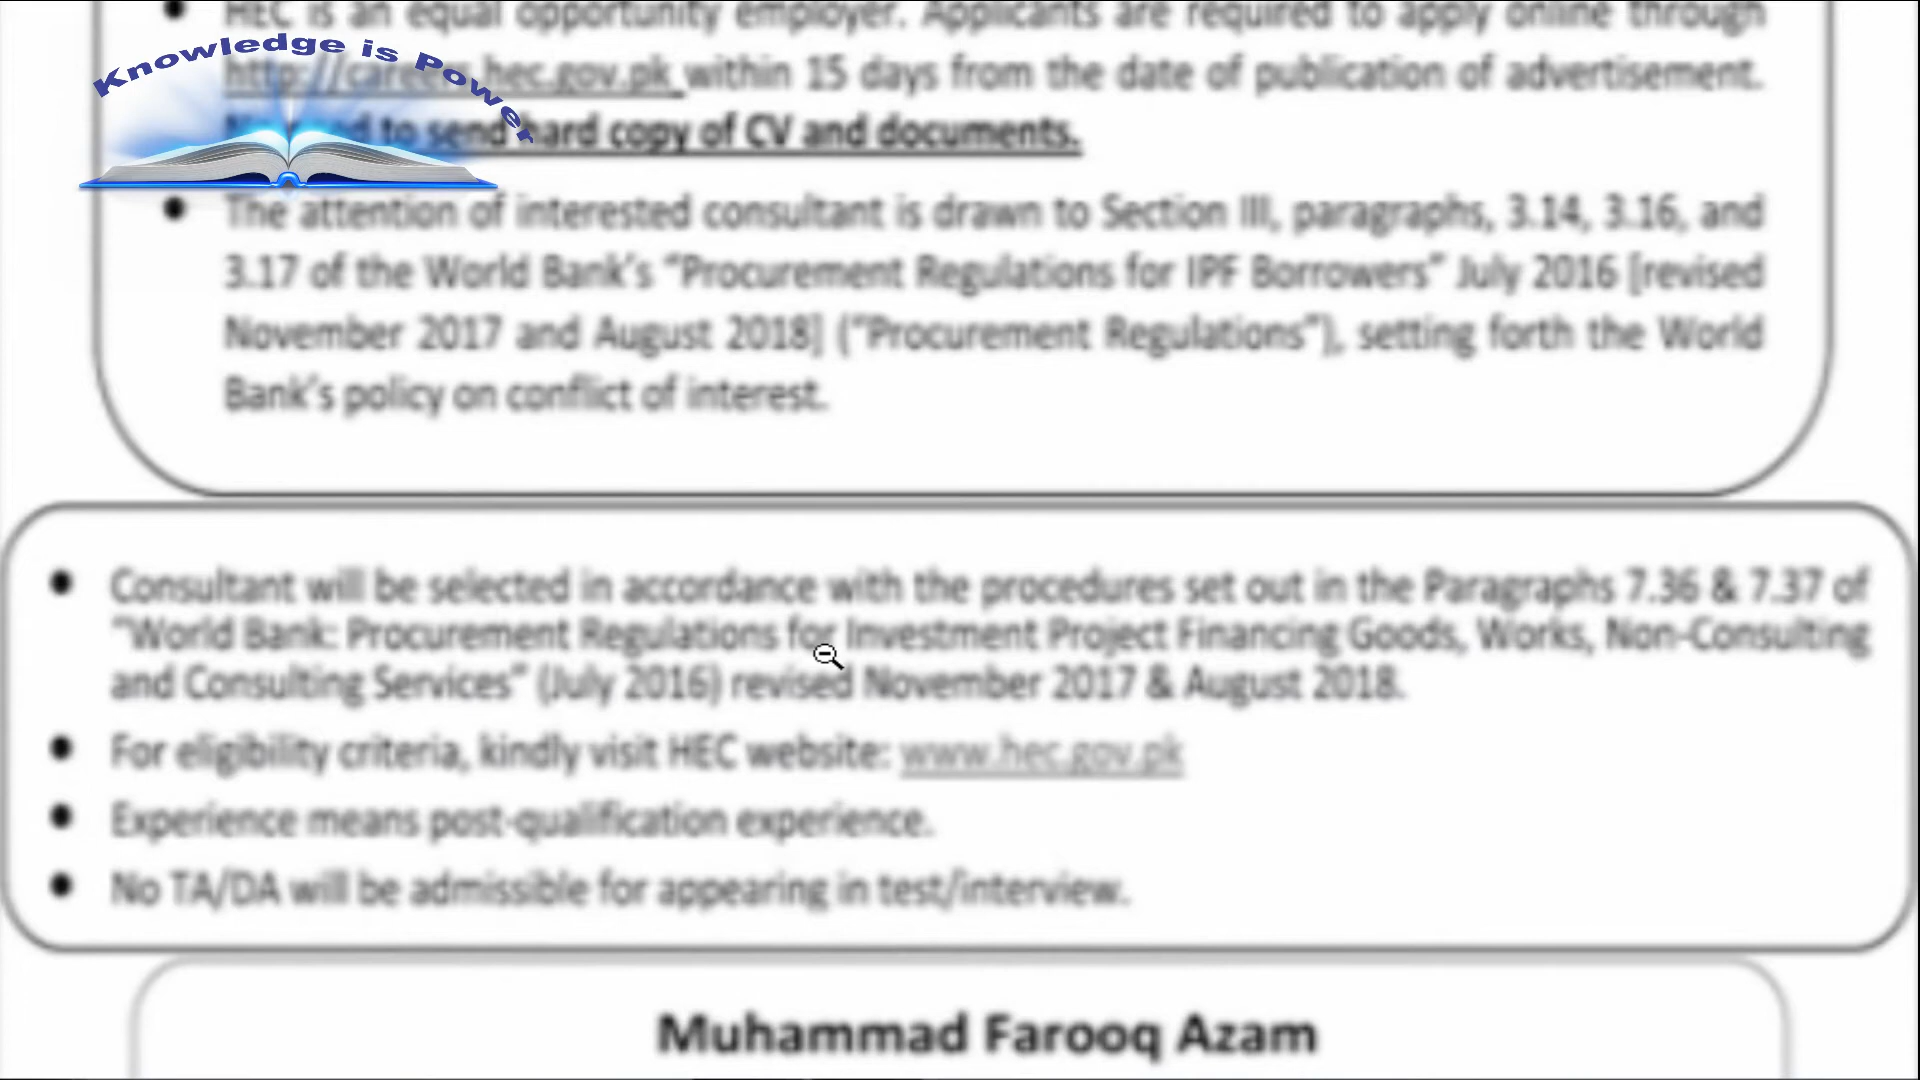 HEC is an equal opportunity employer. Applicants are required to apply online through
Knowledge is Power
http://careers.hec.gov.pk within 15 days from the date of publication of advertisement.
to send hard copy of CV and documents.
The attention of interested consultant is drawn to Section III, paragraphs, 3.14, 3.16, and
3.17 of the World Bank's "Procurement Regulations for IPF Borrowers" July 2016 [revised
November 2017 and August 2018] ("Procurement Regulations"), setting forth the World
Bank's policy on conflict of interest.
Consultant will be selected in accordance with the procedures set out in the Paragraphs 7.36 & 7.37 of
"World Bank: Procurement Regulations for Investment Project Financing Goods, Works, Non-Consulting
and Consulting Services" (July 2016) revised November 2017 & August 2018.
For eligibility criteria, kindly visit HEC website: www.hec.gov.pk
Experience means post-qualification experience.
No TA/DA will be admissible for appearing in test/interview.
Muhammad Farooq Azam